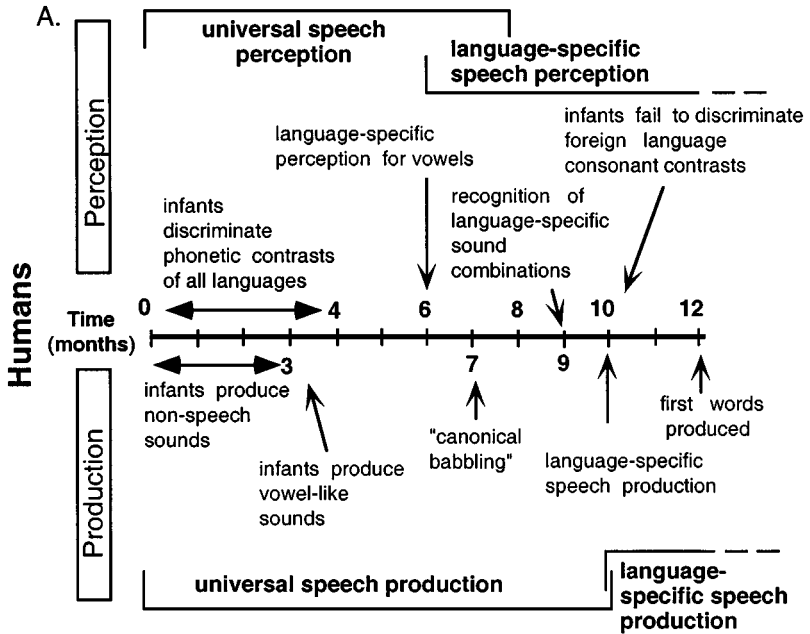 A.
universal speech
perception
language-specific
speech perception
Perception
language-specific
perception for vowels
infants fail to discriminate
foreign language
consonant contrasts
infants
discriminate
phonetic contrasts
of all languages
recognition of
language-specific
sound
combinations
Humans
Time
(months)
0
4
6
8
10
12
3
7
9
infants produce
non-speech
sounds
infants produce
vowel-like
sounds
"canonical
babbling"
language-specific
speech production
first words
produced
Production
universal speech production
language-
specific speech
production